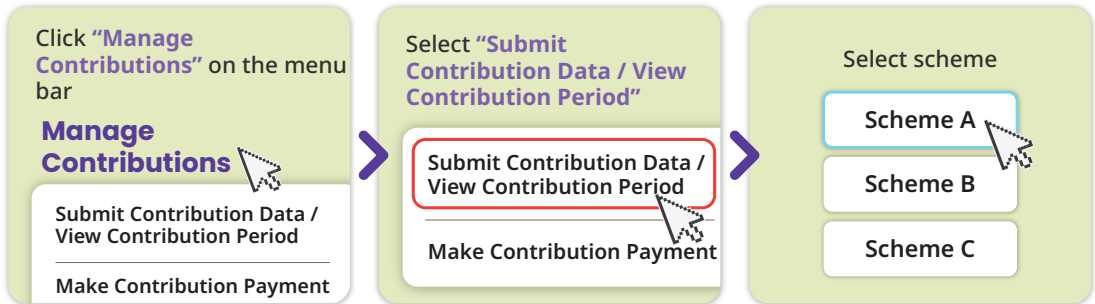 Click “Manage
Contributions” on the menu
bar
Manage
Contributions
Submit Contribution Data /
View Contribution Period
Make Contribution Payment
Select “Submit
Contribution Data / View
Contribution Period”
Submit Contribution Data /
View Contribution Period
Make Contribution Payment
Select scheme
Scheme A
Scheme B
Scheme C